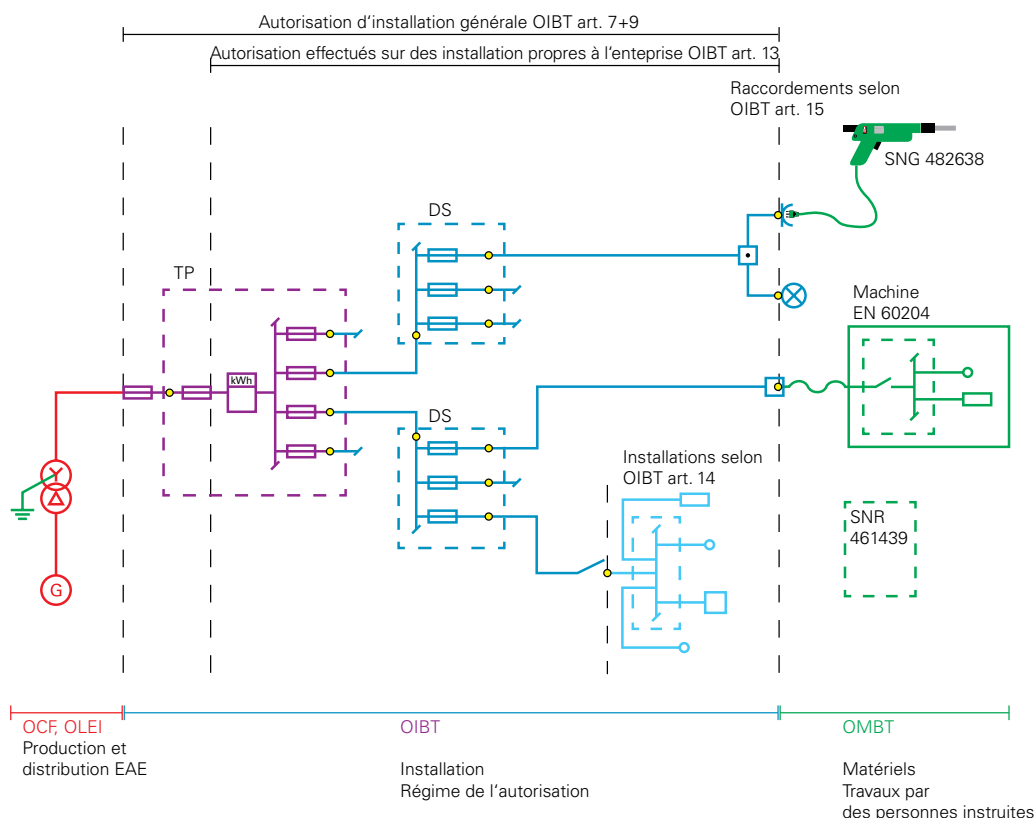 Autorisation d'installation générale OIBT art. 7+9
Autorisation effectués sur des installation propres à l'enteprise OIBT art. 13
Raccordements selon
OIBT art. 15
SNG 482638
DS
TP
Machine
EN 60204
kWh
DS
Installations selon
OIBT art. 14
SNR
461439
G
OCF, OLEI
Production et
distribution EAE
OIBT
Installation
Régime de l'autorisation
OMBT
Matériels
Travaux par
des personnes instruites